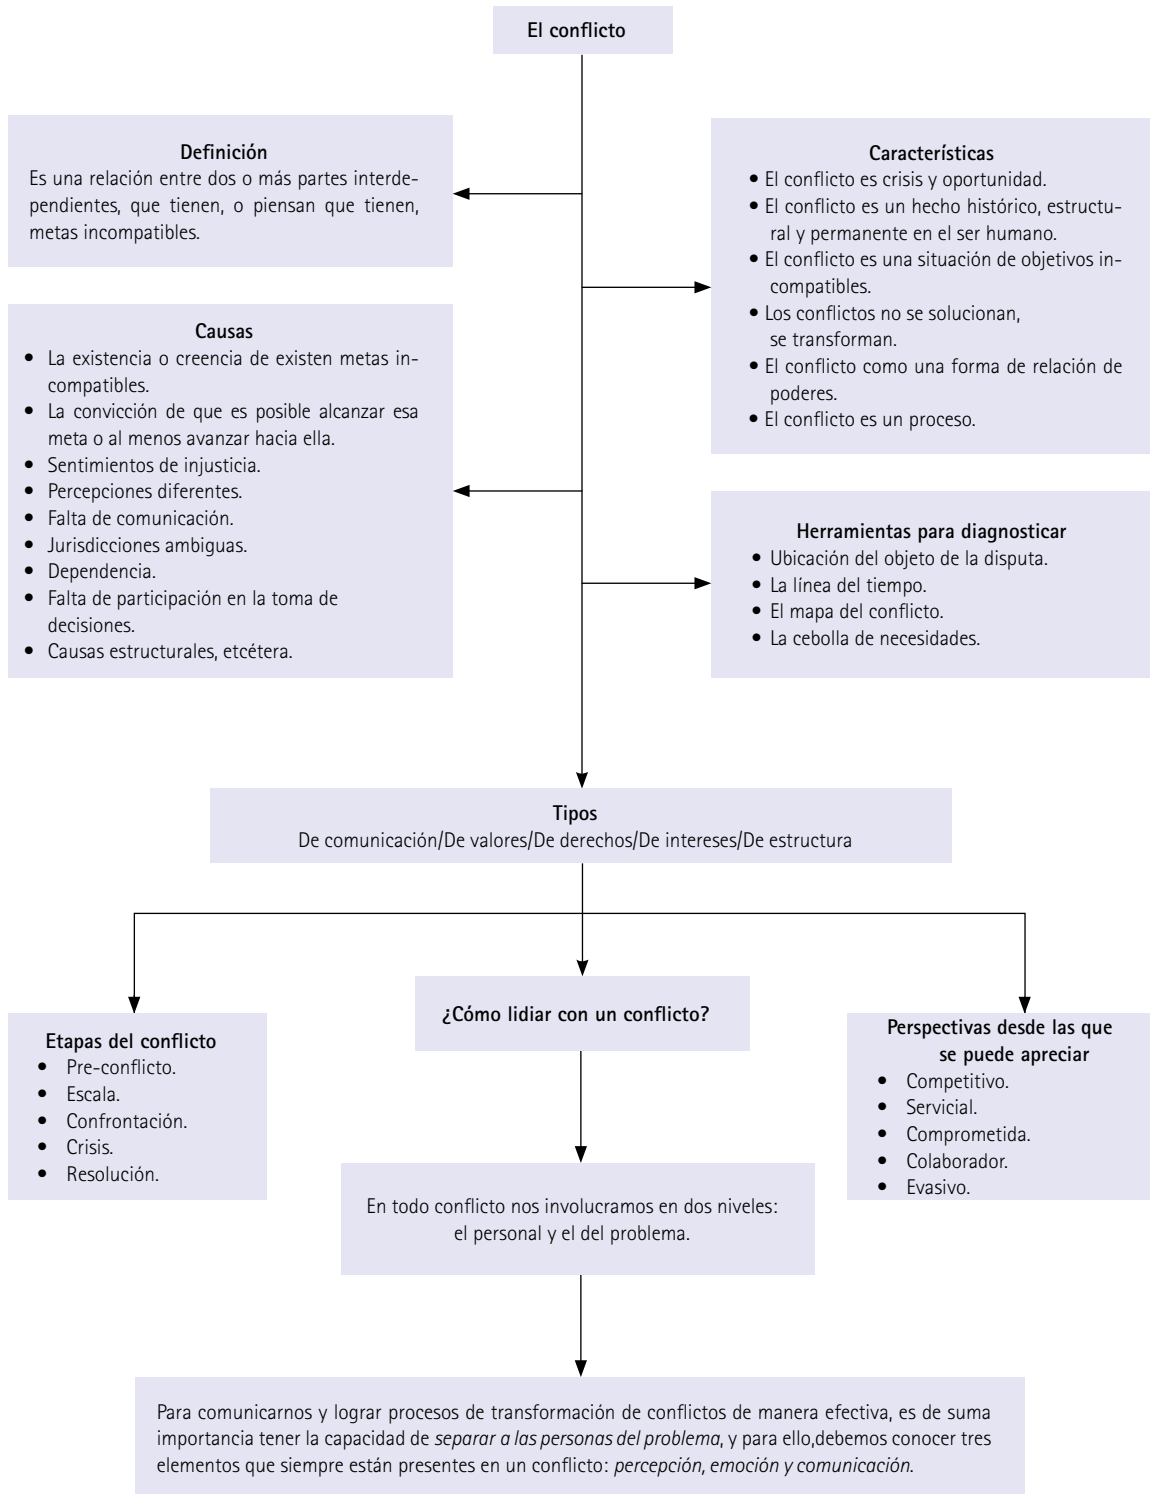 El conflicto
Definición
Es una relación entre dos o más partes interde-
pendientes, que tienen, o piensan que tienen,
metas incompatibles.
Características
• El conflicto es crisis y oportunidad.
• El conflicto es un hecho histórico, estructu-
ral y permanente en el ser humano.
• El conflicto es una situación de objetivos in-
compatibles.
• Los conflictos no se solucionan,
se transforman.
• El conflicto como una forma de relación de
poderes.
• El conflicto es un proceso.
Causas
• La existencia o creencia de existen metas in-
compatibles.
• La convicción de que es posible alcanzar esa
meta o al menos avanzar hacia ella.
• Sentimientos de injusticia.
• Percepciones diferentes.
• Falta de comunicación.
• Jurisdicciones ambiguas.
• Dependencia.
• Falta de participación en la toma de
decisiones.
• Causas estructurales, etcétera.
Herramientas para diagnosticar
• Ubicación del objeto de la disputa.
• La línea del tiempo.
• El mapa del conflicto.
• La cebolla de necesidades.
Tipos
De comunicación/De valores/De derechos/De intereses/De estructura
Etapas del conflicto
• Pre-conflicto.
• Escala.
• Confrontación.
• Crisis.
• Resolución.
¿Cómo lidiar con un conflicto?
En todo conflicto nos involucramos en dos niveles:
el personal y el del problema.
Perspectivas desde las que
se puede apreciar
• Competitivo.
• Servicial.
• Comprometida.
• Colaborador.
• Evasivo.
Para comunicarnos y lograr procesos de transformación de conflictos de manera efectiva, es de suma
importancia tener la capacidad de separar a las personas del problema, y para ello,debemos conocer tres
elementos que siempre están presentes en un conflicto: percepción, emoción y comunicación.